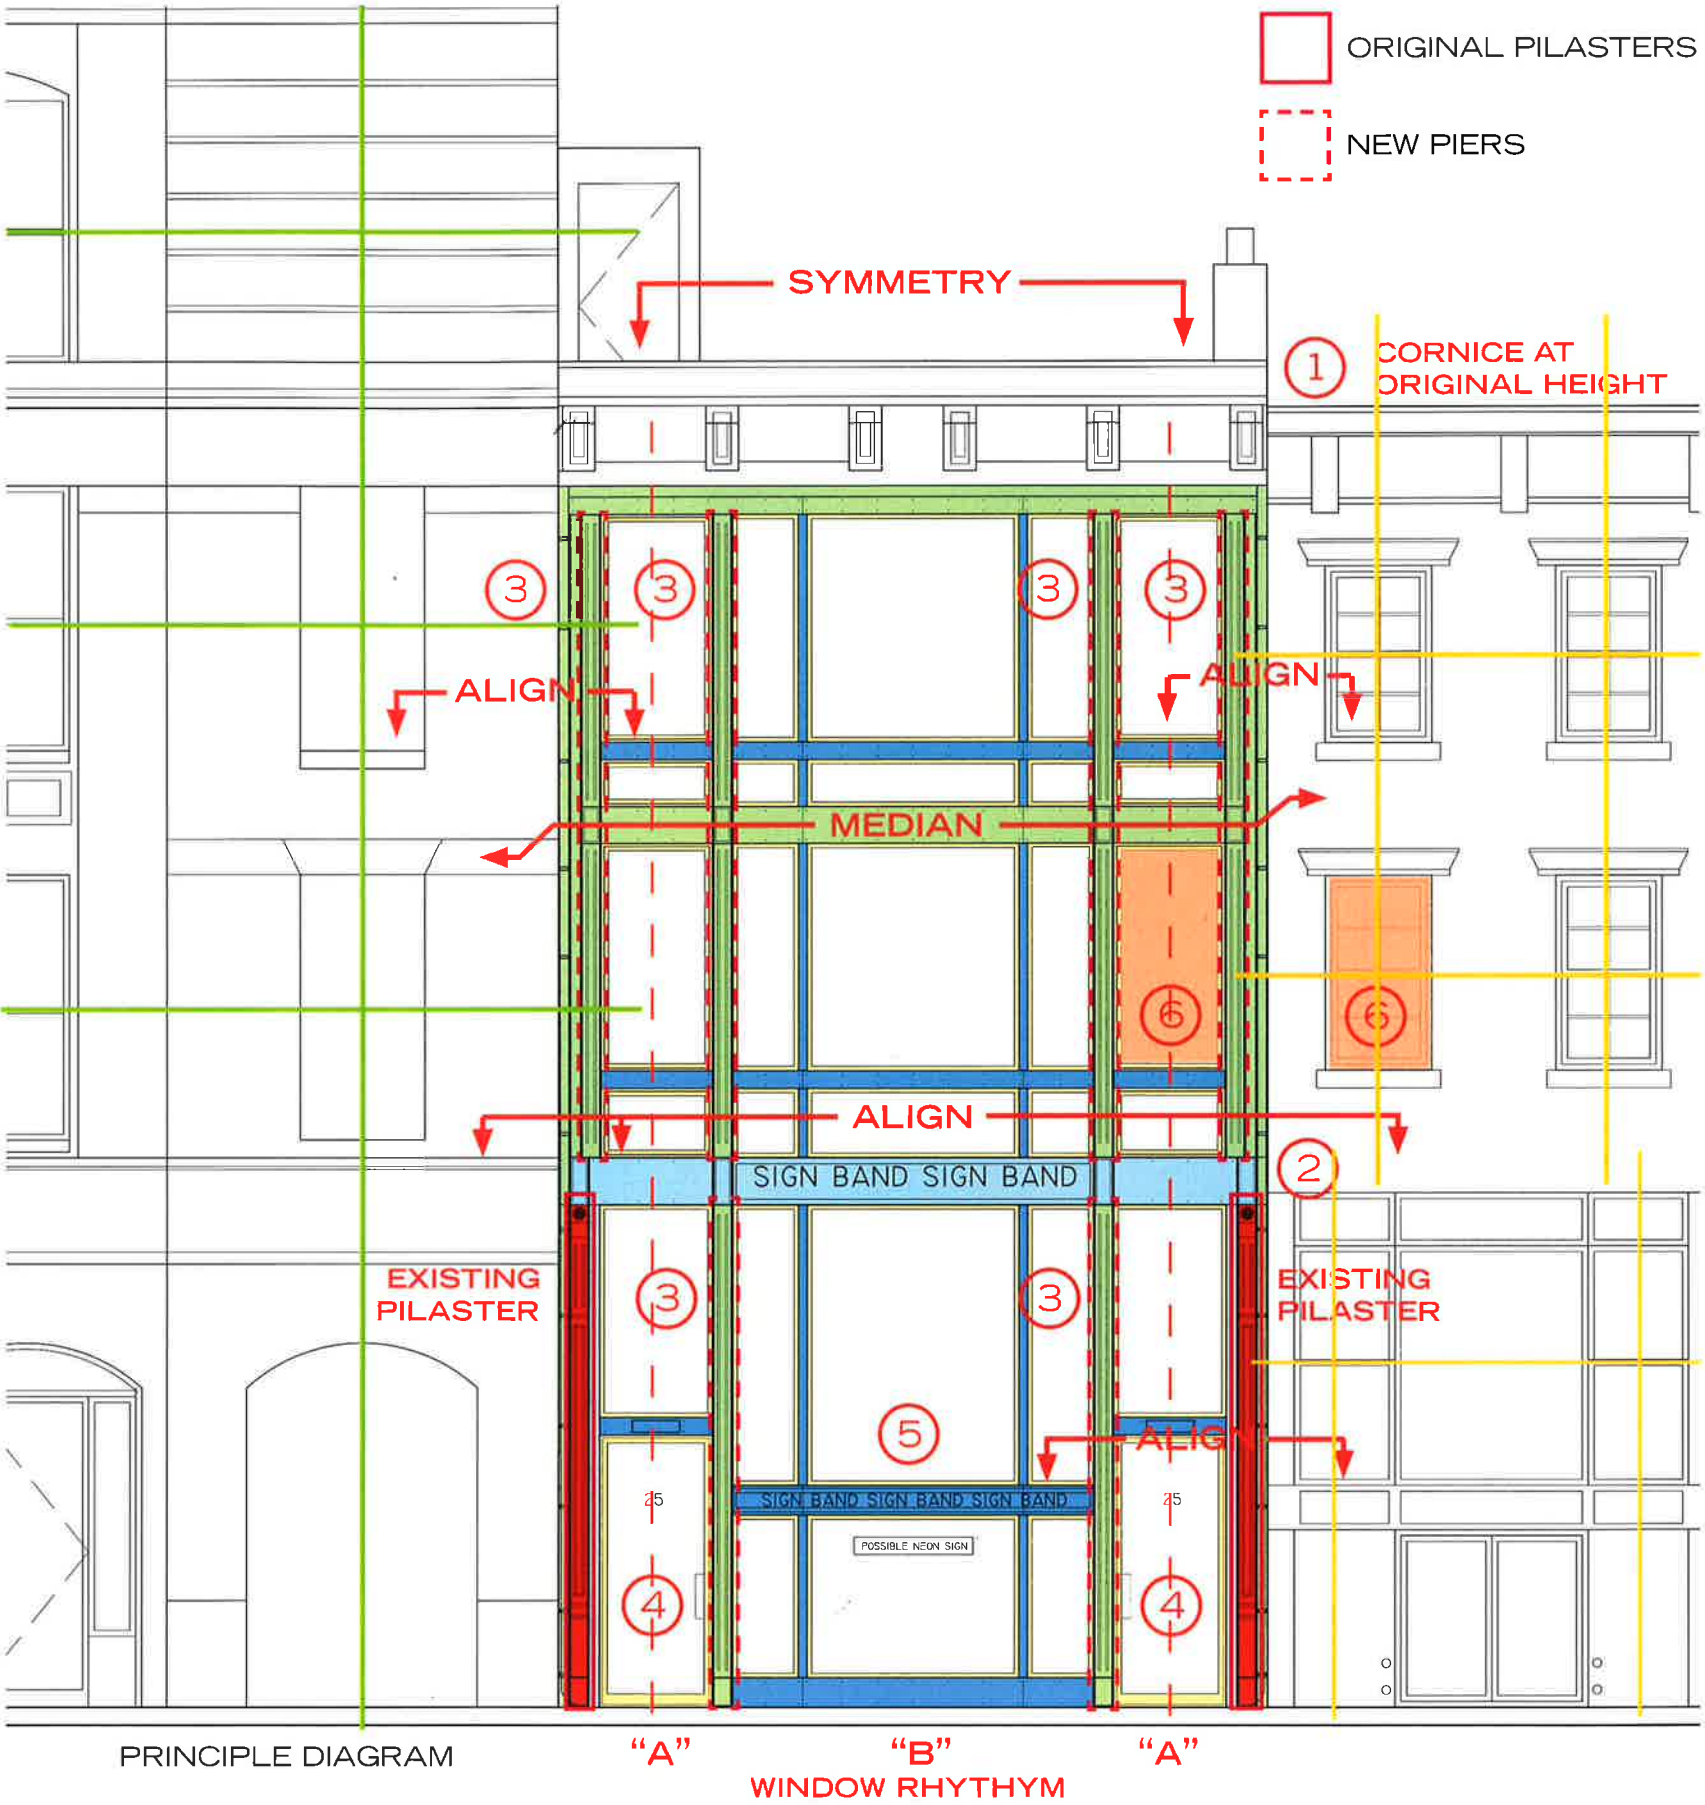 ORIGINAL PILASTERS
NEW PIERS
SYMMETRY
1
CORNICE AT
ORIGINAL HEIGHT
3
3
3
3
ALIGN
ALIGN
MEDIAN
6
6
ALIGN
2
SIGN BAND SIGN BAND
EXISTING
PILASTER
3
3
EXISTING
PILASTER
5
ALIGN
25
SIGN BAND SIGN BAND SIGN BAND
25
POSSIBLE NEON SIGN
4
4
PRINCIPLE DIAGRAM
“A”
“B”
“A”
WINDOW RHYTHYM